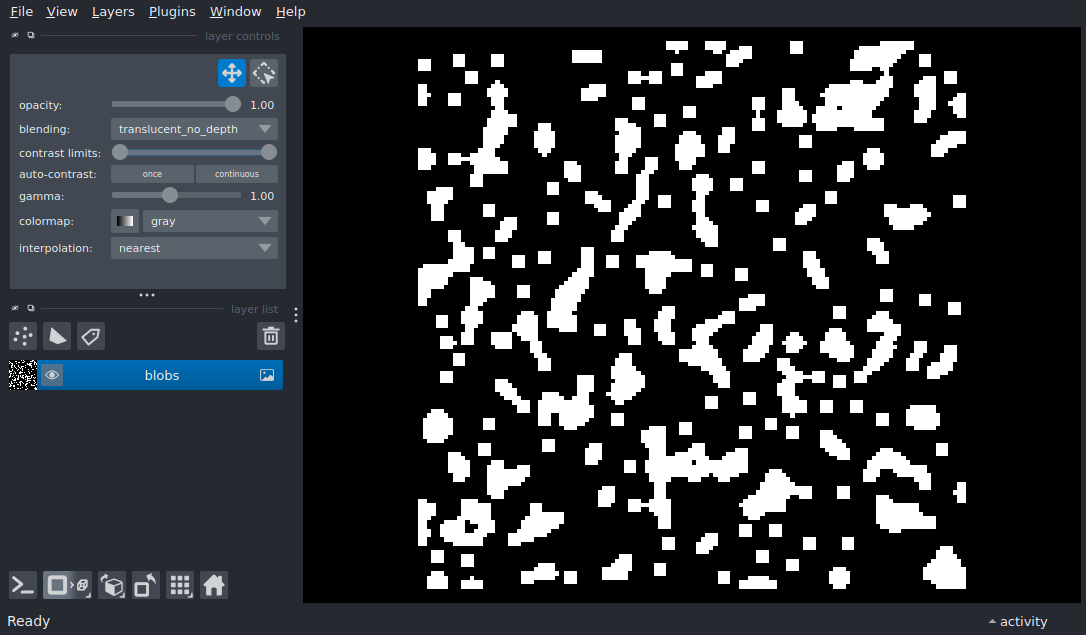 File View Layers Plugins Window Help
layer controls
opacity: 1.00
blending: translucent_no_depth
contrast limits:
auto-contrast: once continuous
gamma: 1.00
colormap: gray
interpolation: nearest
layer list
blobs
Ready activity